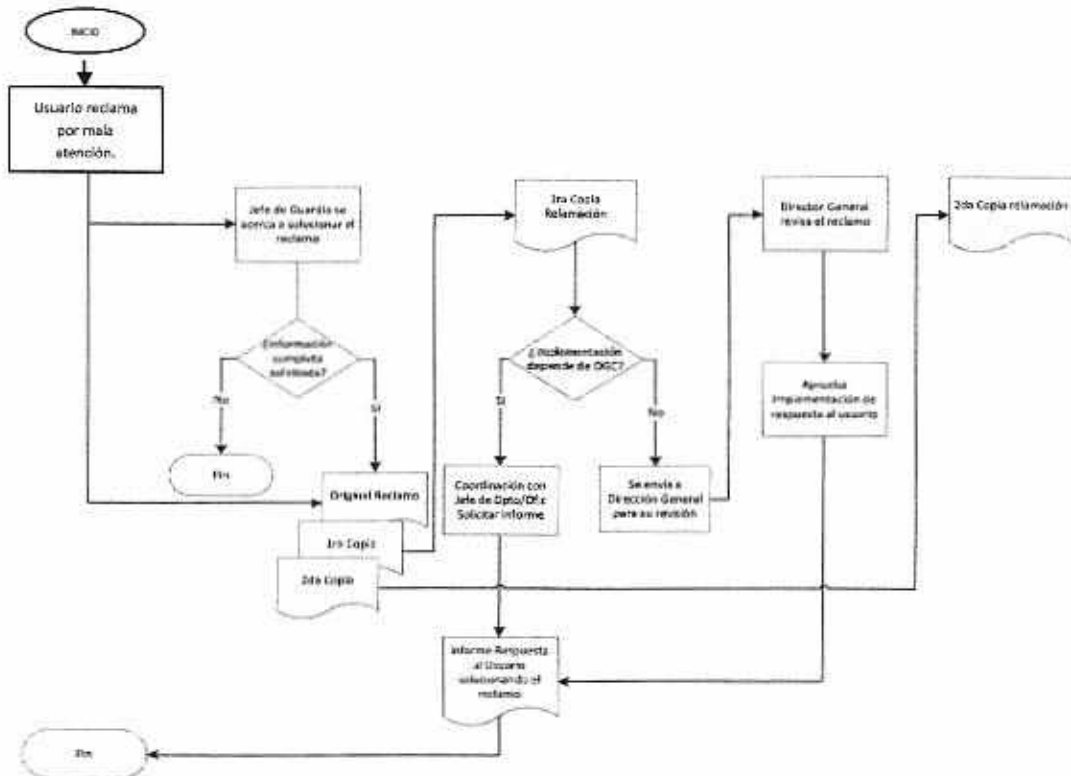 INICIO
Usuario reclama
por mala
atención.
Jefe de Guardia se
acerca a solucionar el
reclamo
1ra Copia
Relamación
Director General
revisa el reclamo
2da Copia relamación
completa
¿ Implementación
depende de DGC?
No
Si
Si
No
Aprueba
Implementación de
respuesta al usuario
Fin
Original Reclamo
Coordinación con
Jefe de Dpto/Ofic
Solicitar Informe
Se envía a
Dirección General
para su revisión
1ra Copia
2da Copia
Informe Respuesta
al Usuario
solucionando el
reclamo
Fin